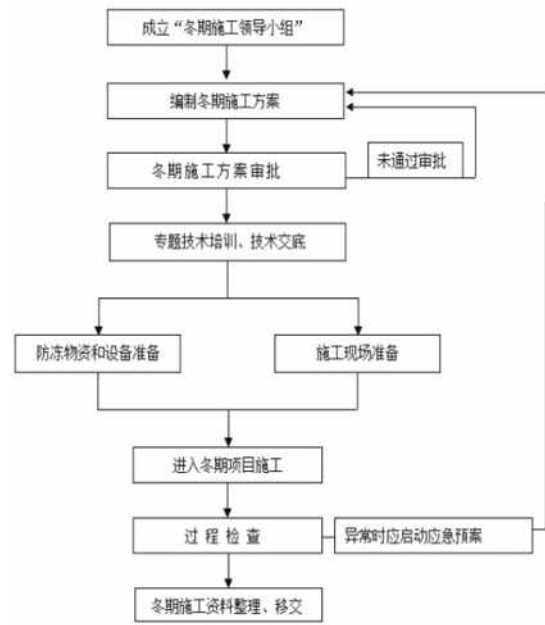 成立“冬期施工领导小组”
编制冬期施工方案
冬期施工方案审批
未通过审批
专题技术培训、技术交底
防冻物资和设备准备
施工现场准备
进入冬期项目施工
过程检查
异常时应启动应急预案
冬期施工资料整理、移交